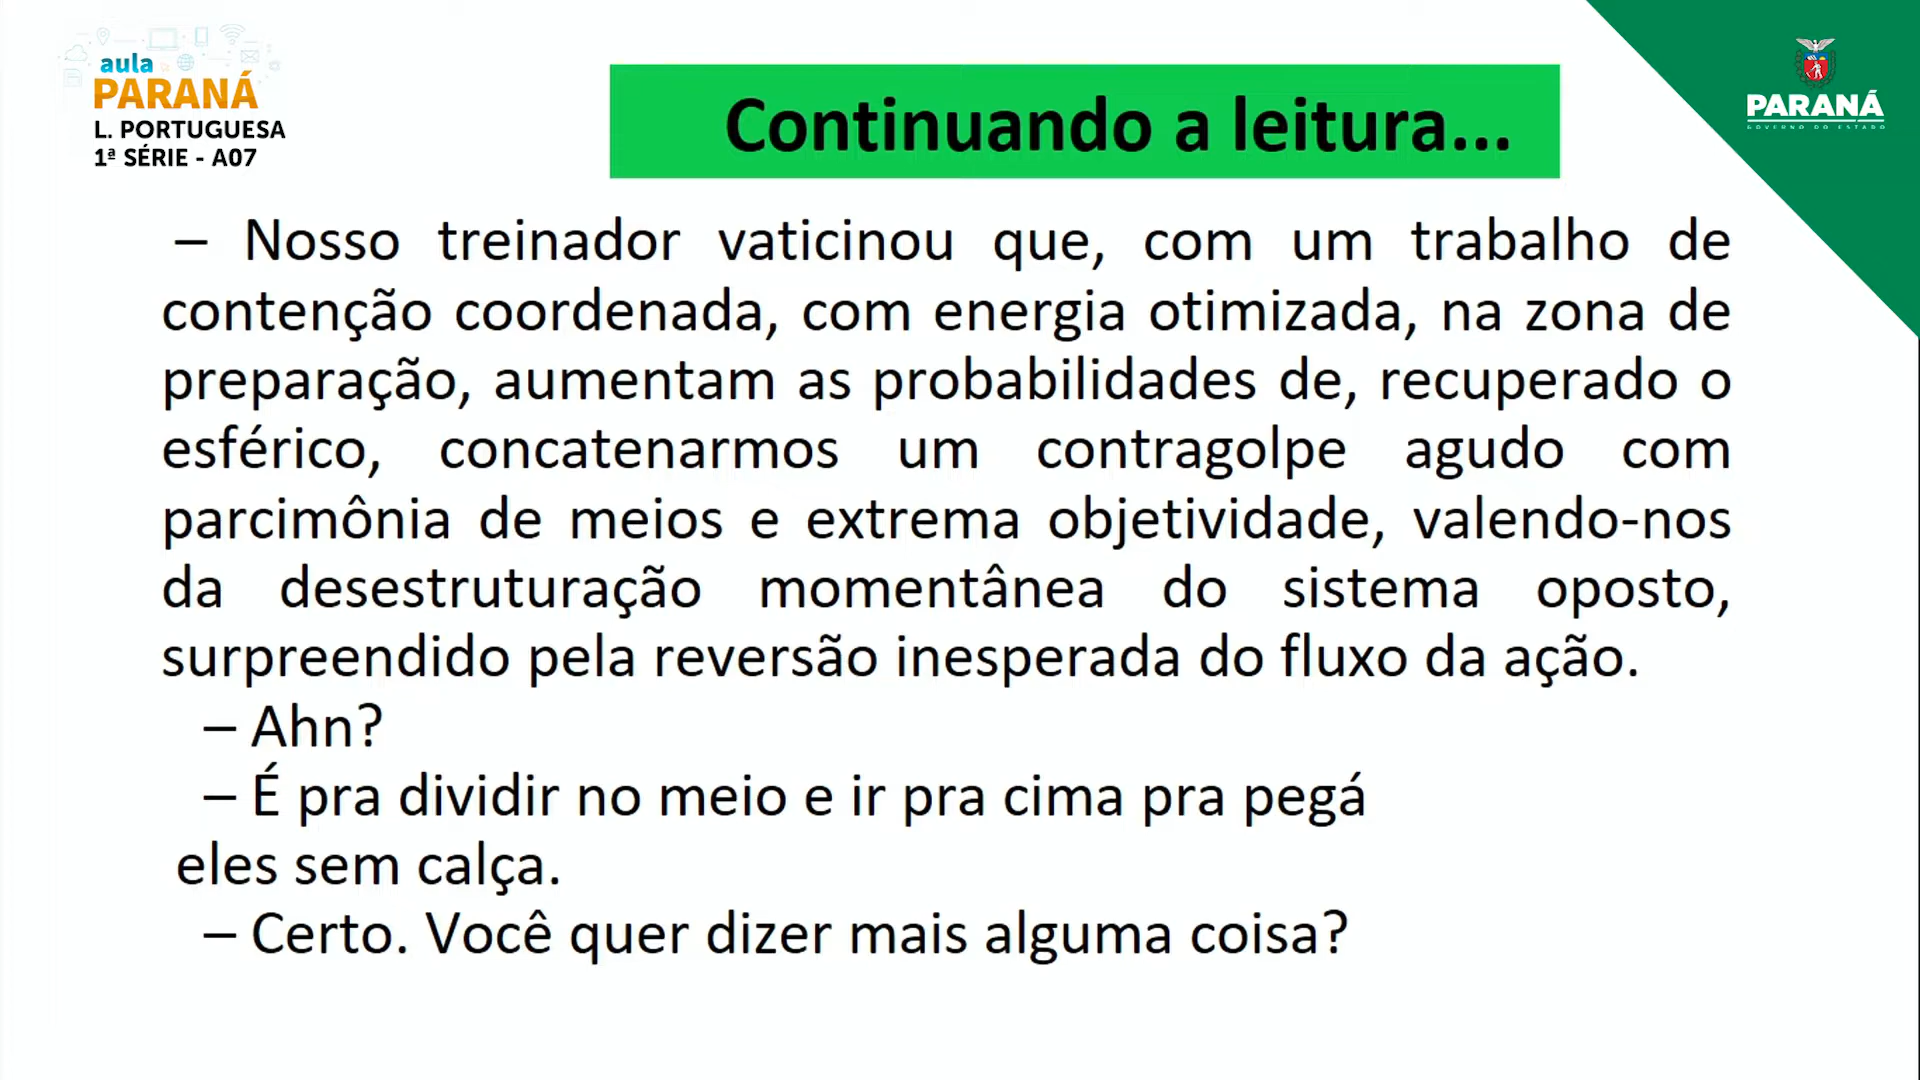 aula
PARANÁ
L. PORTUGUESA
1ª SÉRIE - A07
Continuando a leitura...
PARANÁ
GOVERNO DO ESTADO
– Nosso treinador vaticinou que, com um trabalho de
contenção coordenada, com energia otimizada, na zona de
preparação, aumentam as probabilidades de, recuperado o
esférico, concatenarmos um contragolpe agudo com
parcimônia de meios e extrema objetividade, valendo-nos
da desestruturação momentânea do sistema oposto,
surpreendido pela reversão inesperada do fluxo da ação.
– Ahn?
– É pra dividir no meio e ir pra cima pra pegá
eles sem calça.
– Certo. Você quer dizer mais alguma coisa?